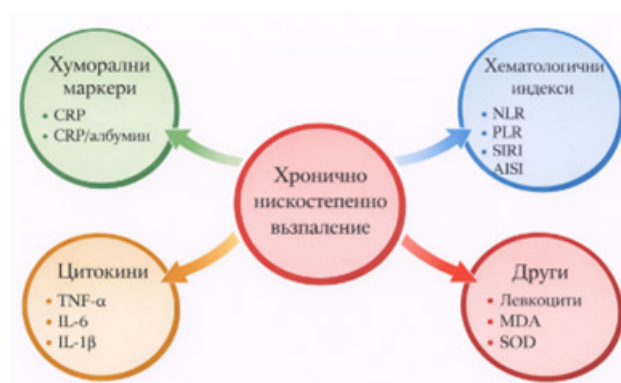 Хуморални
маркери
• CRP
• CRP/албумин
Хематологични
индекси
• NLR
• PLR
• SIRI
AISI
Хронично
нискостепенно
възпаление
Цитокини
• TNF-α
• IL-6
• IL-1β
Други
• Левкоцити
• MDA
• SOD